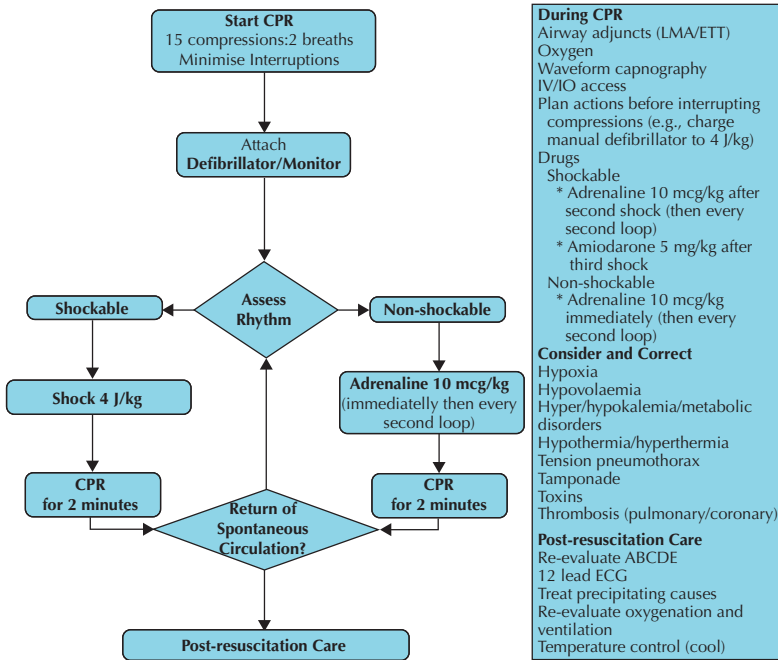 Start CPR
15 compressions:2 breaths
Minimise Interruptions
Attach
Defibrillator/Monitor
Assess
Rhythm
Shockable
Non-shockable
Shock 4 J/kg
Adrenaline 10 mcg/kg
(immediatelly then every
second loop)
CPR
for 2 minutes
CPR
for 2 minutes
Return of
Spontaneous
Circulation?
Post-resuscitation Care
During CPR
Airway adjuncts (LMA/ETT)
Oxygen
Waveform capnography
IV/IO access
Plan actions before interrupting
compressions (e.g., charge
manual defibrillator to 4 J/kg)
Drugs
Shockable
* Adrenaline 10 mcg/kg after
second shock (then every
second loop)
* Amiodarone 5 mg/kg after
third shock
Non-shockable
* Adrenaline 10 mcg/kg
immediately (then every
second loop)
Consider and Correct
Hypoxia
Hypovolaemia
Hyper/hypokalemia/metabolic
disorders
Hypothermia/hyperthermia
Tension pneumothorax
Tamponade
Toxins
Thrombosis (pulmonary/coronary)
Post-resuscitation Care
Re-evaluate ABCDE
12 lead ECG
Treat precipitating causes
Re-evaluate oxygenation and
ventilation
Temperature control (cool)